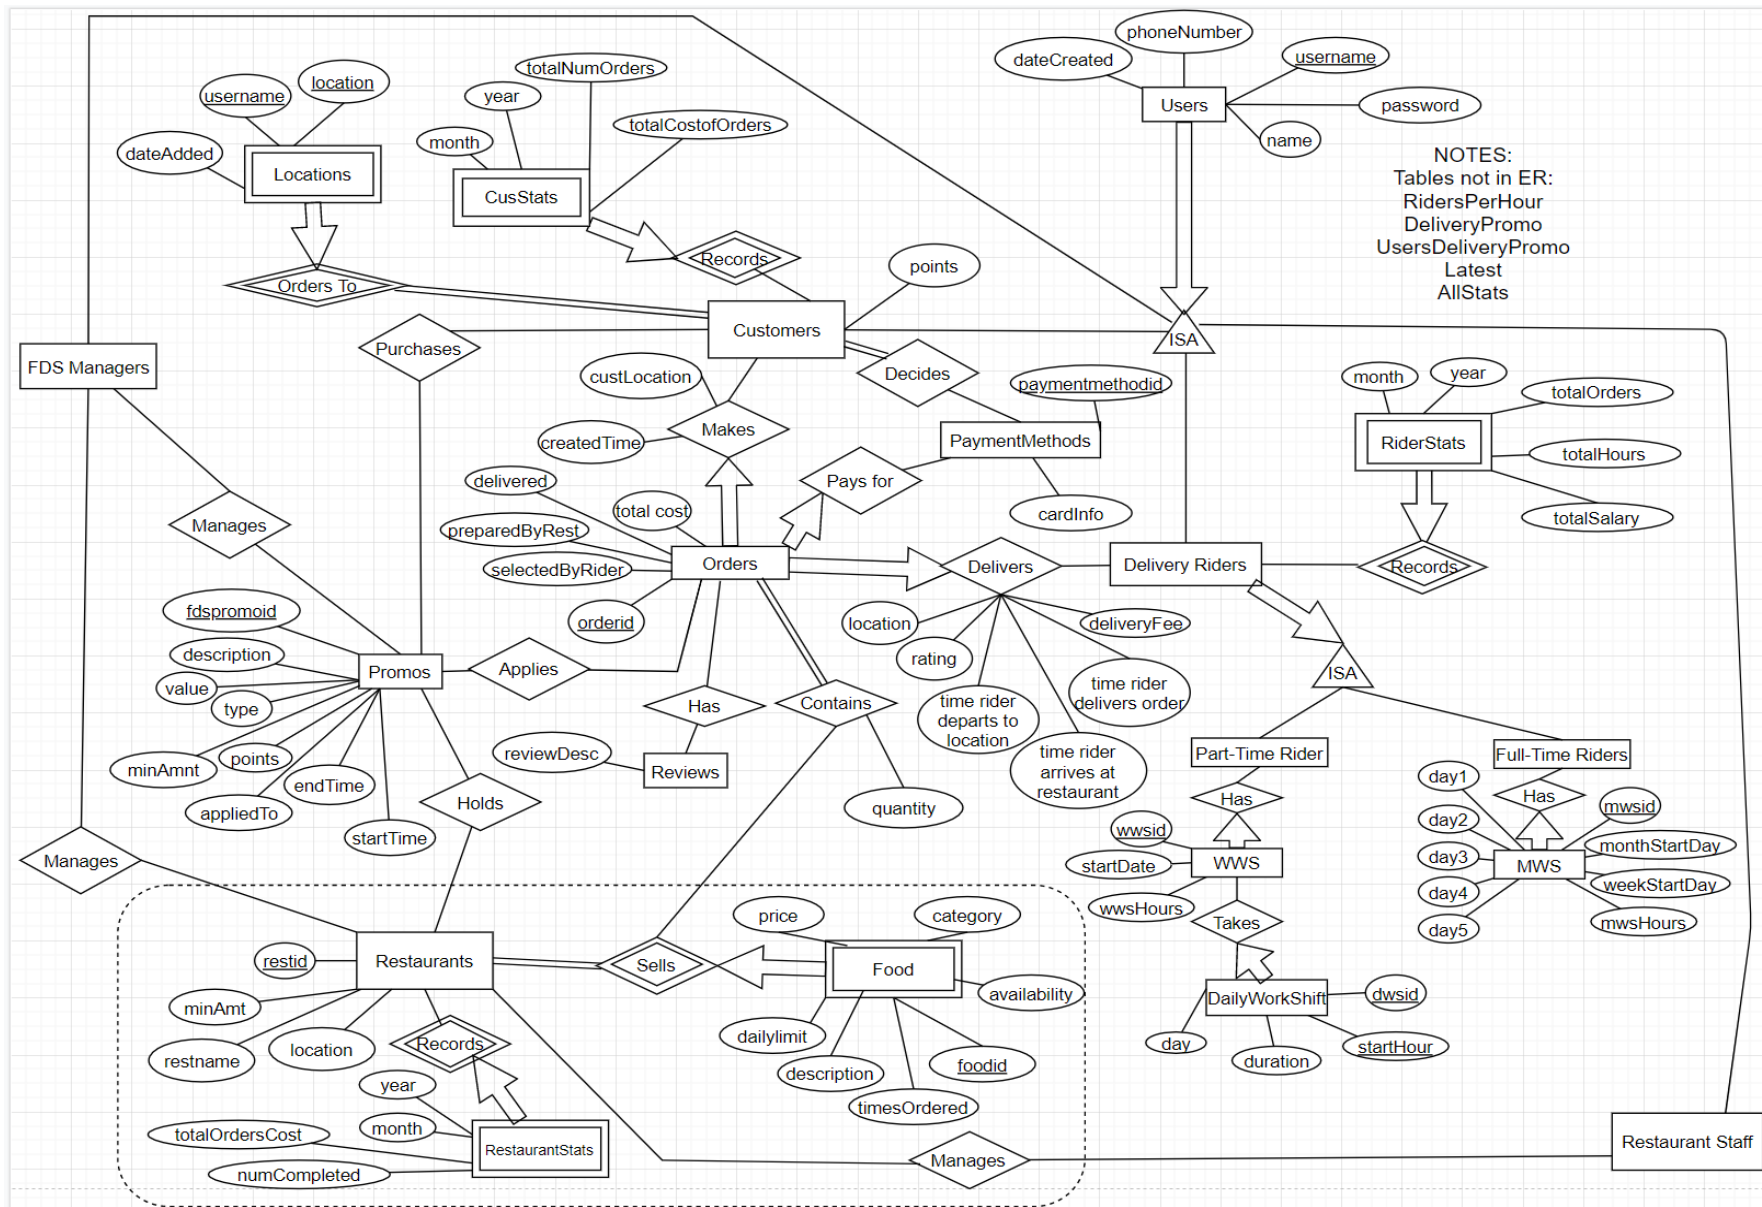 phoneNumber
dateCreated
username
totalNumOrders
location
year
username
Users
password
totalCostofOrders
month
name
dateAdded
NOTES:
Tables not in ER:
RidersPerHour
DeliveryPromo
UsersDeliveryPromo
Latest
AllStats
Locations
CusStats
Records
points
Orders To
Customers
ISA
Purchases
FDS Managers
Decides
custLocation
paymentmethodid
month
year
totalOrders
Makes
createdTime
PaymentMethods
RiderStats
totalHours
delivered
Pays for
total cost
cardInfo
totalSalary
Manages
preparedByRest
selectedByRider
Orders
Delivers
Delivery Riders
Records
fdspromoid
orderid
location
deliveryFee
description
rating
Promos
Applies
ISA
value
type
Has
Contains
time rider
departs to
location
time rider
delivers order
minAmnt
points
endTime
reviewDesc
Reviews
time rider
arrives at
restaurant
Part-Time Rider
Full-Time Riders
appliedTo
startTime
Holds
quantity
Has
day1
Has
mwsid
day2
wwsid
monthStartDay
Manages
startDate
WWS
day3
MWS
weekStartDay
day4
wwsHours
mwsHours
day5
price
category
Takes
restid
Restaurants
Sells
Food
availability
minAmt
DailyWorkShift
dwsid
dailylimit
restname
location
Records
day
duration
startHour
description
foodid
year
timesOrdered
month
totalOrdersCost
RestaurantStats
numCompleted
Manages
Restaurant Staff